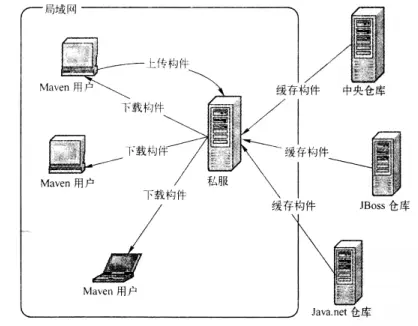 局域网
上传构件
Maven 用户
下载构件
缓存构件
中央仓库
下载构件
缓存构件
Maven 用户
私服
下载构件
JBoss 仓库
缓存构件
Maven 用户
Java.net 仓库